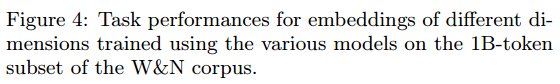 Figure 4: Task performances for embeddings of different di-
mensions trained using the various models on the 1B-token
subset of the W&N corpus.